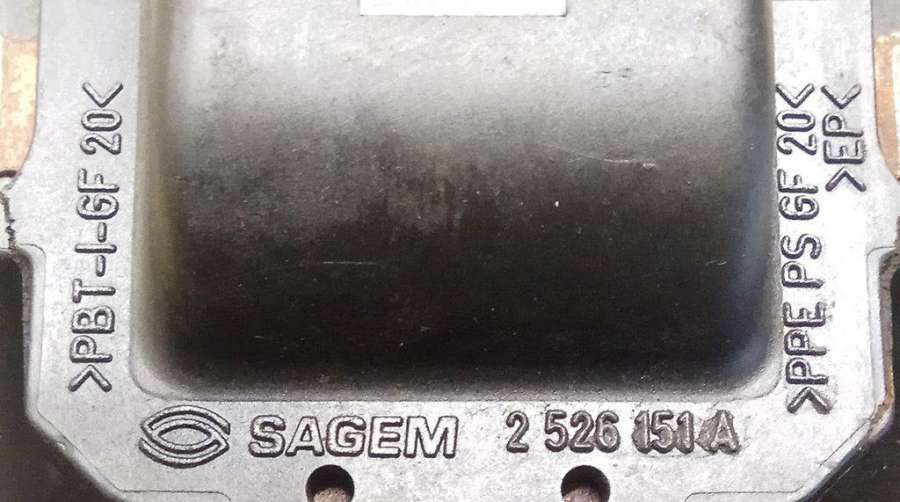 >PBT-I-GF 20<
>PPE PS GF 20<
>EP<
SAGEM 2 526 151 A